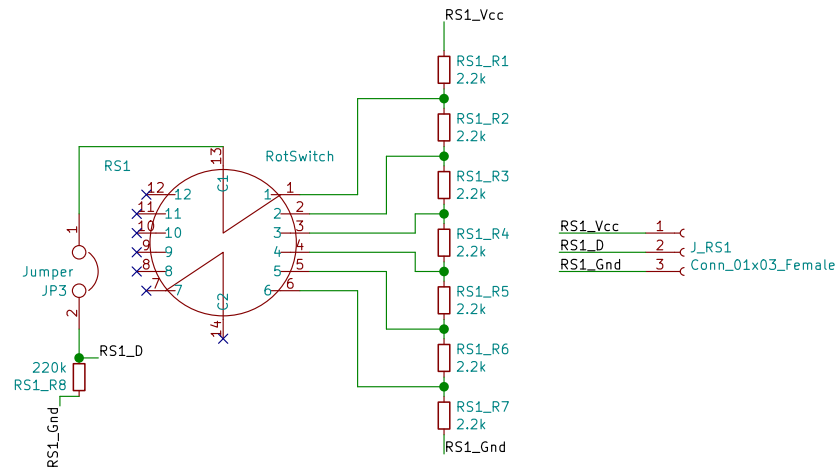 RS1_Vcc
RS1_R1
2.2k
RS1_R2
2.2k
RS1_R3
2.2k
RS1_R4
2.2k
RS1_R5
2.2k
RS1_R6
2.2k
RS1_R7
2.2k
RS1_Gnd
RS1
RotSwitch
13
C1
12
12
11
11
10
10
9
9
8
8
7
7
1
1
2
2
3
3
4
4
5
5
6
6
C2
14
1
Jumper
JP3
2
RS1_D
220k
RS1_R8
RS1_Gnd
RS1_Vcc
1
RS1_D
2
J_RS1
RS1_Gnd
3
Conn_01x03_Female